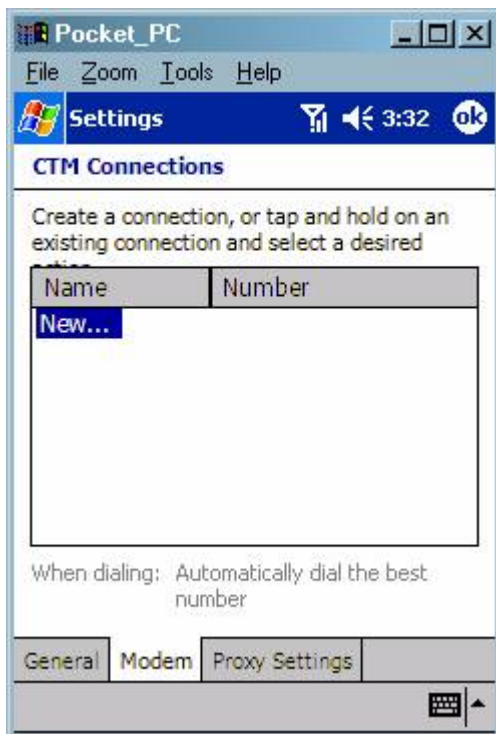 Pocket_PC
File Zoom Tools Help
Settings 3:32 ok
CTM Connections
Create a connection, or tap and hold on an
existing connection and select a desired
action.
Name Number
New...
When dialing: Automatically dial the best
number
General Modem Proxy Settings